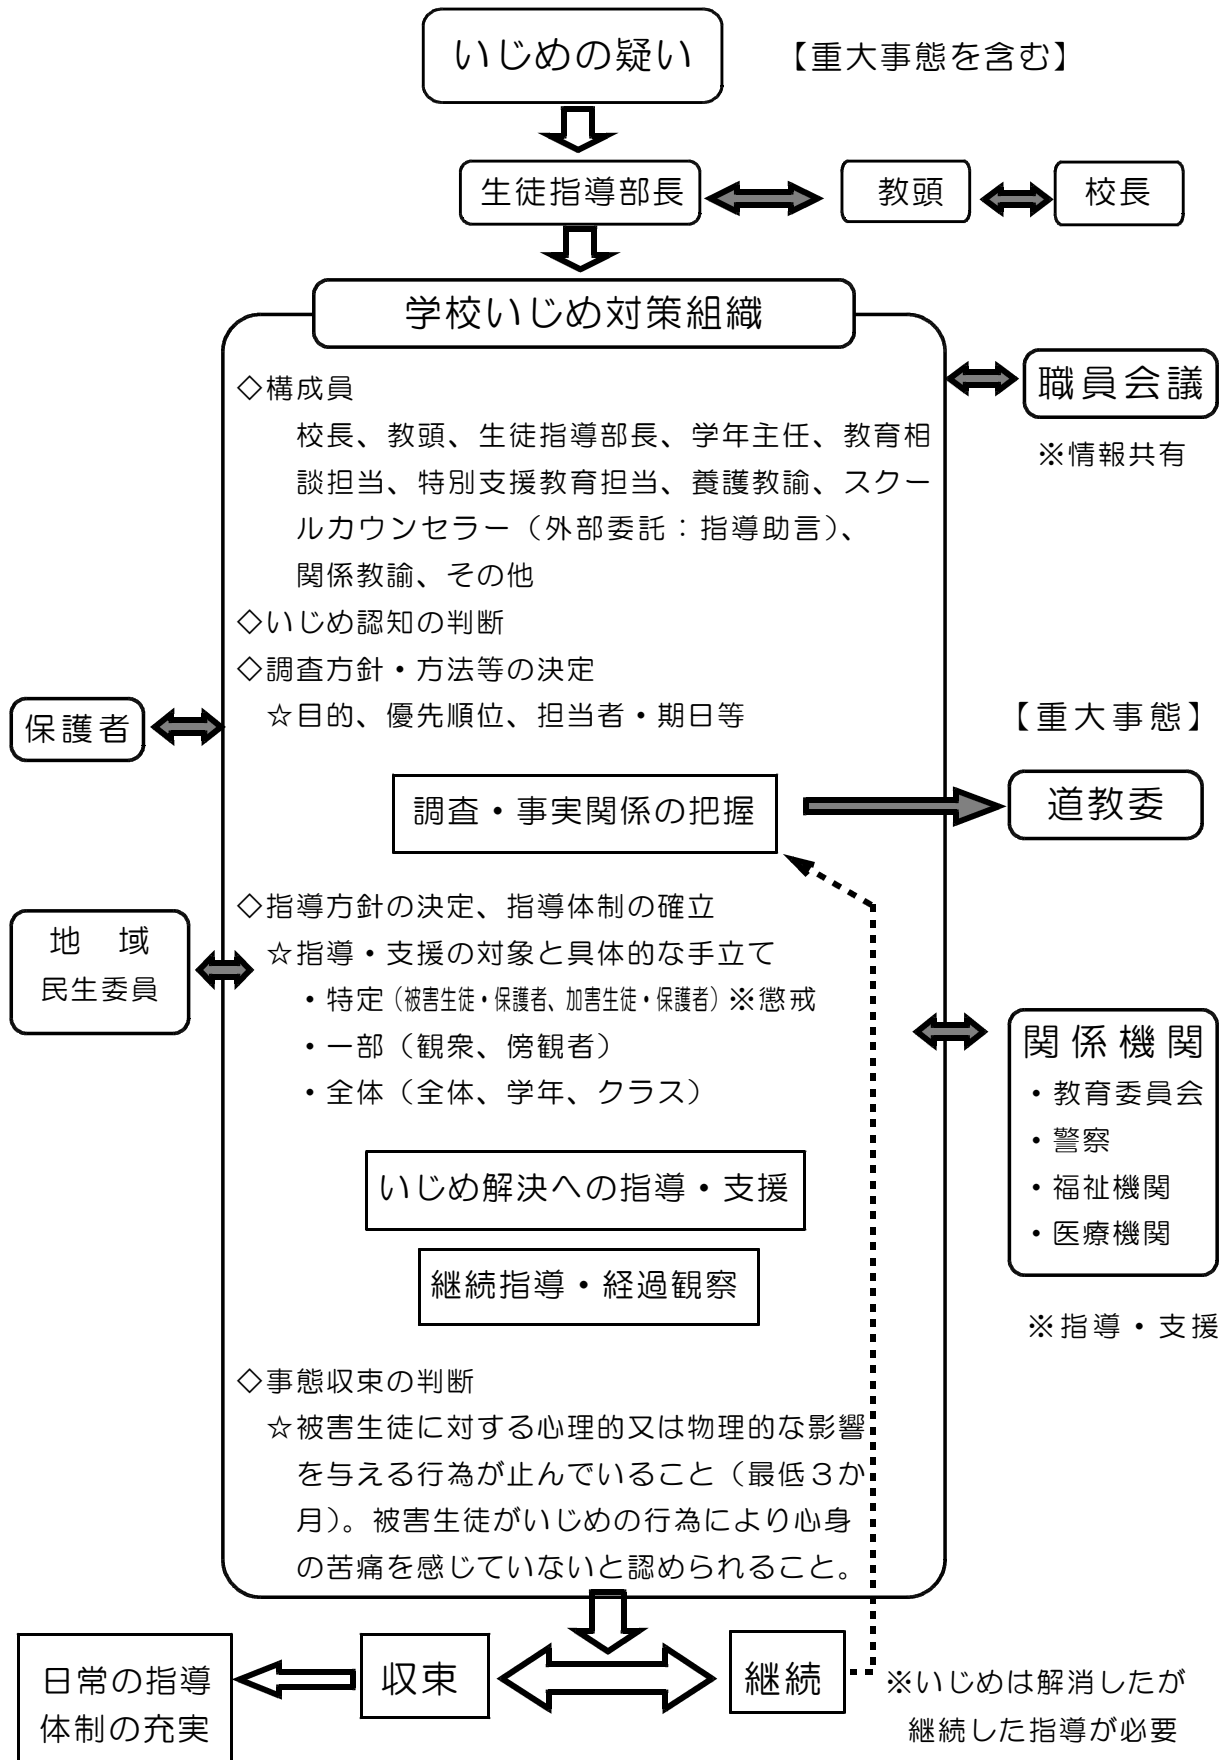 いじめの疑い
【重大事態を含む】
生徒指導部長
教頭
校長
学校いじめ対策組織
◇構成員
校長、教頭、生徒指導部長、学年主任、教育相
談担当、特別支援教育担当、養護教諭、スクー
ルカウンセラー（外部委託：指導助言）、
関係教諭、その他
◇いじめ認知の判断
◇調査方針・方法等の決定
☆目的、優先順位、担当者・期日等
職員会議
※情報共有
保護者
【重大事態】
調査・事実関係の把握
道教委
地　域
民生委員
◇指導方針の決定、指導体制の確立
☆指導・支援の対象と具体的な手立て
・特定（被害生徒・保護者、加害生徒・保護者）※懲戒
・一部（観衆、傍観者）
・全体（全体、学年、クラス）
関係機関
・教育委員会
・警察
・福祉機関
・医療機関
※指導・支援
いじめ解決への指導・支援
継続指導・経過観察
◇事態収束の判断
☆被害生徒に対する心理的又は物理的な影響
を与える行為が止んでいること（最低３か
月）。被害生徒がいじめの行為により心身
の苦痛を感じていないと認められること。
日常の指導
体制の充実
収束
継続
※いじめは解消したが
継続した指導が必要